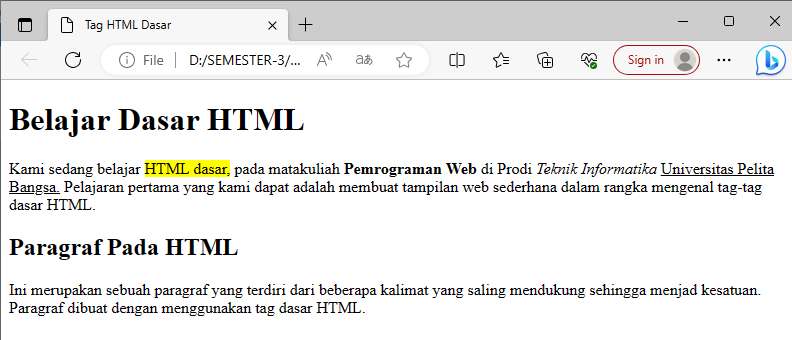 Tag HTML Dasar
File
D:/SEMESTER-3/...
Sign in
Belajar Dasar HTML
Kami sedang belajar HTML dasar, pada matakuliah Pemrograman Web di Prodi Teknik Informatika Universitas Pelita
Bangsa. Pelajaran pertama yang kami dapat adalah membuat tampilan web sederhana dalam rangka mengenal tag-tag
dasar HTML.
Paragraf Pada HTML
Ini merupakan sebuah paragraf yang terdiri dari beberapa kalimat yang saling mendukung sehingga menjad kesatuan.
Paragraf dibuat dengan menggunakan tag dasar HTML.